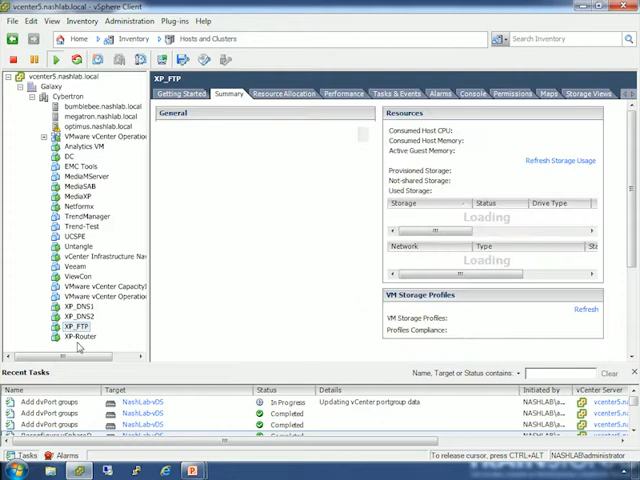 vcenter5.nashlab.local - vSphere Client
File Edit View Inventory Administration Plug-ins Help
Home Inventory Hosts and Clusters Search Inventory
vcenter5.nashlab.local
Galaxy
Cybertron
bumblebee.nashlab.local
megatron.nashlab.local
optimus.nashlab.local
VMware vCenter Operatio
Analytics VM
DC
EMC Tools
MediaMServer
MediaSAB
MediaXP
Netformx
TrendManager
Trend-Test
UCSPE
Untangle
vCenter Infrastructure Na
Veeam
ViewCon
VMware vCenter Capacity
VMware vCenter Operatio
XP_DNS1
XP_DNS2
XP_FTP
XP-Router
XP_FTP
Getting Started Summary Resource Allocation Performance Tasks & Events Alarms Console Permissions Maps Storage Views
General
Resources
Consumed Host CPU:
Consumed Host Memory:
Active Guest Memory:
Refresh Storage Usage
Provisioned Storage:
Not-shared Storage:
Used Storage:
Storage Status Drive Type
Loading
Network Type Sta
Loading
VM Storage Profiles
Refresh
VM Storage Profiles:
Profiles Compliance:
Recent Tasks
Name, Target or Status contains: Clear
Name Target Status Details Initiated by vCenter Server
Add dvPort groups NashLab-vDS In Progress Updating vCenter portgroup data NASHLAB\a... vcenter5.n
Add dvPort groups NashLab-vDS Completed NASHLAB\a... vcenter5.n
Add dvPort groups NashLab-vDS Completed NASHLAB\a... vcenter5.n
Tasks Alarms To release cursor, press CTRL+ALT NASHLAB\administrator